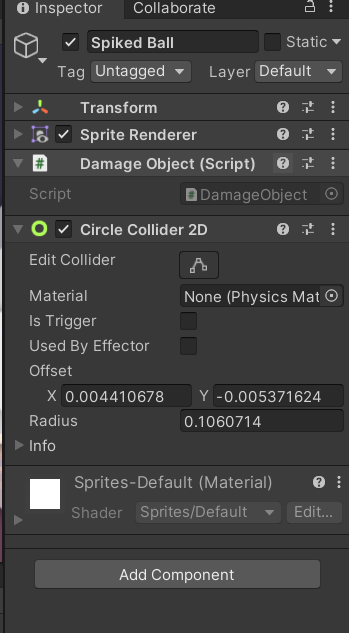 Inspector
Collaborate
Spiked Ball
Static
Tag Untagged Layer Default
Transform
Sprite Renderer
Damage Object (Script)
Script
DamageObject
Circle Collider 2D
Edit Collider
Material
None (Physics Mat
Is Trigger
Used By Effector
Offset
X 0.004410678 Y -0.005371624
Radius
0.1060714
Info
Sprites-Default (Material)
Shader Sprites/Default Edit...
Add Component